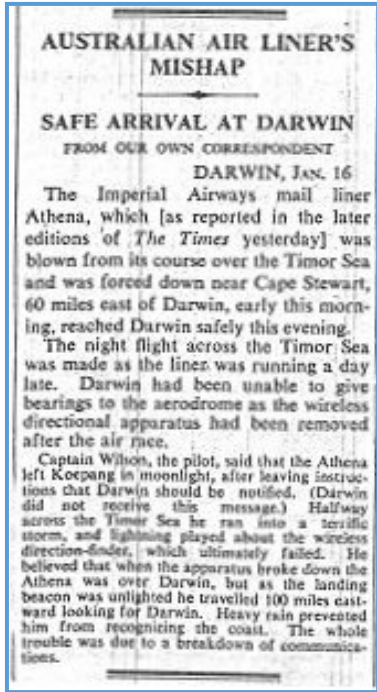 AUSTRALIAN AIR LINER'S
MISHAP
SAFE ARRIVAL AT DARWIN
FROM OUR OWN CORRESPONDENT
DARWIN, JAN. 16
The Imperial Airways mail liner
Athena, which [as reported in the later
editions of The Times yesterday] was
blown from its course over the Timor Sea
and was forced down near Cape Stewart,
60 miles east of Darwin, early this morn-
ing, reached Darwin safely this evening.
The night flight across the Timor Sea
was made as the liner was running a day
late. Darwin had been unable to give
bearings to the aerodrome as the wireless
directional apparatus had been removed
after the air race.
Captain Wilson, the pilot, said that the Athena
left Koepang in moonlight, after leaving instruc-
tions that Darwin should be notified. (Darwin
did not receive this message.) Halfway
across the Timor Sea he ran into a terrific
storm, and lightning played about the wireless
direction-finder, which ultimately failed. He
believed that when the apparatus broke down the
Athena was over Darwin, but as the landing
beacon was unlighted he travelled 100 miles east-
ward looking for Darwin. Heavy rain prevented
him from recognizing the coast. The whole
trouble was due to a breakdown of communica-
tions.